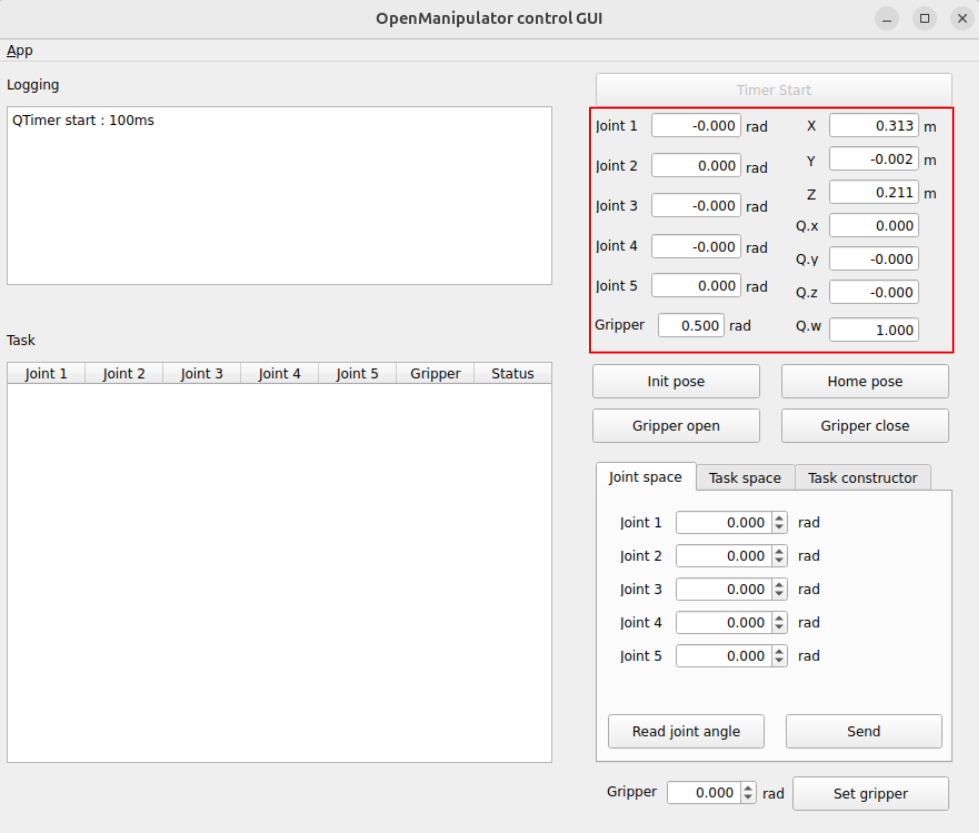 OpenManipulator control GUI
App
Logging
QTimer start : 100ms
Timer Start
Joint 1 -0.000 rad X 0.313 m
Joint 2 0.000 rad Y -0.002 m
Joint 3 -0.000 rad Z 0.211 m
Q.x 0.000
Joint 4 -0.000 rad Q.y -0.000
Joint 5 0.000 rad Q.z -0.000
Gripper 0.500 rad Q.w 1.000
Task
Joint 1 Joint 2 Joint 3 Joint 4 Joint 5 Gripper Status
Init pose Home pose
Gripper open Gripper close
Joint space Task space Task constructor
Joint 1 0.000 rad
Joint 2 0.000 rad
Joint 3 0.000 rad
Joint 4 0.000 rad
Joint 5 0.000 rad
Read joint angle Send
Gripper 0.000 rad Set gripper